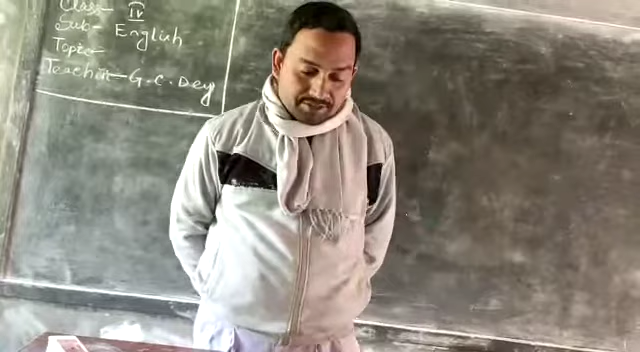 Class- IV
Sub- English
Topic-
Teacher- G.C. Dey